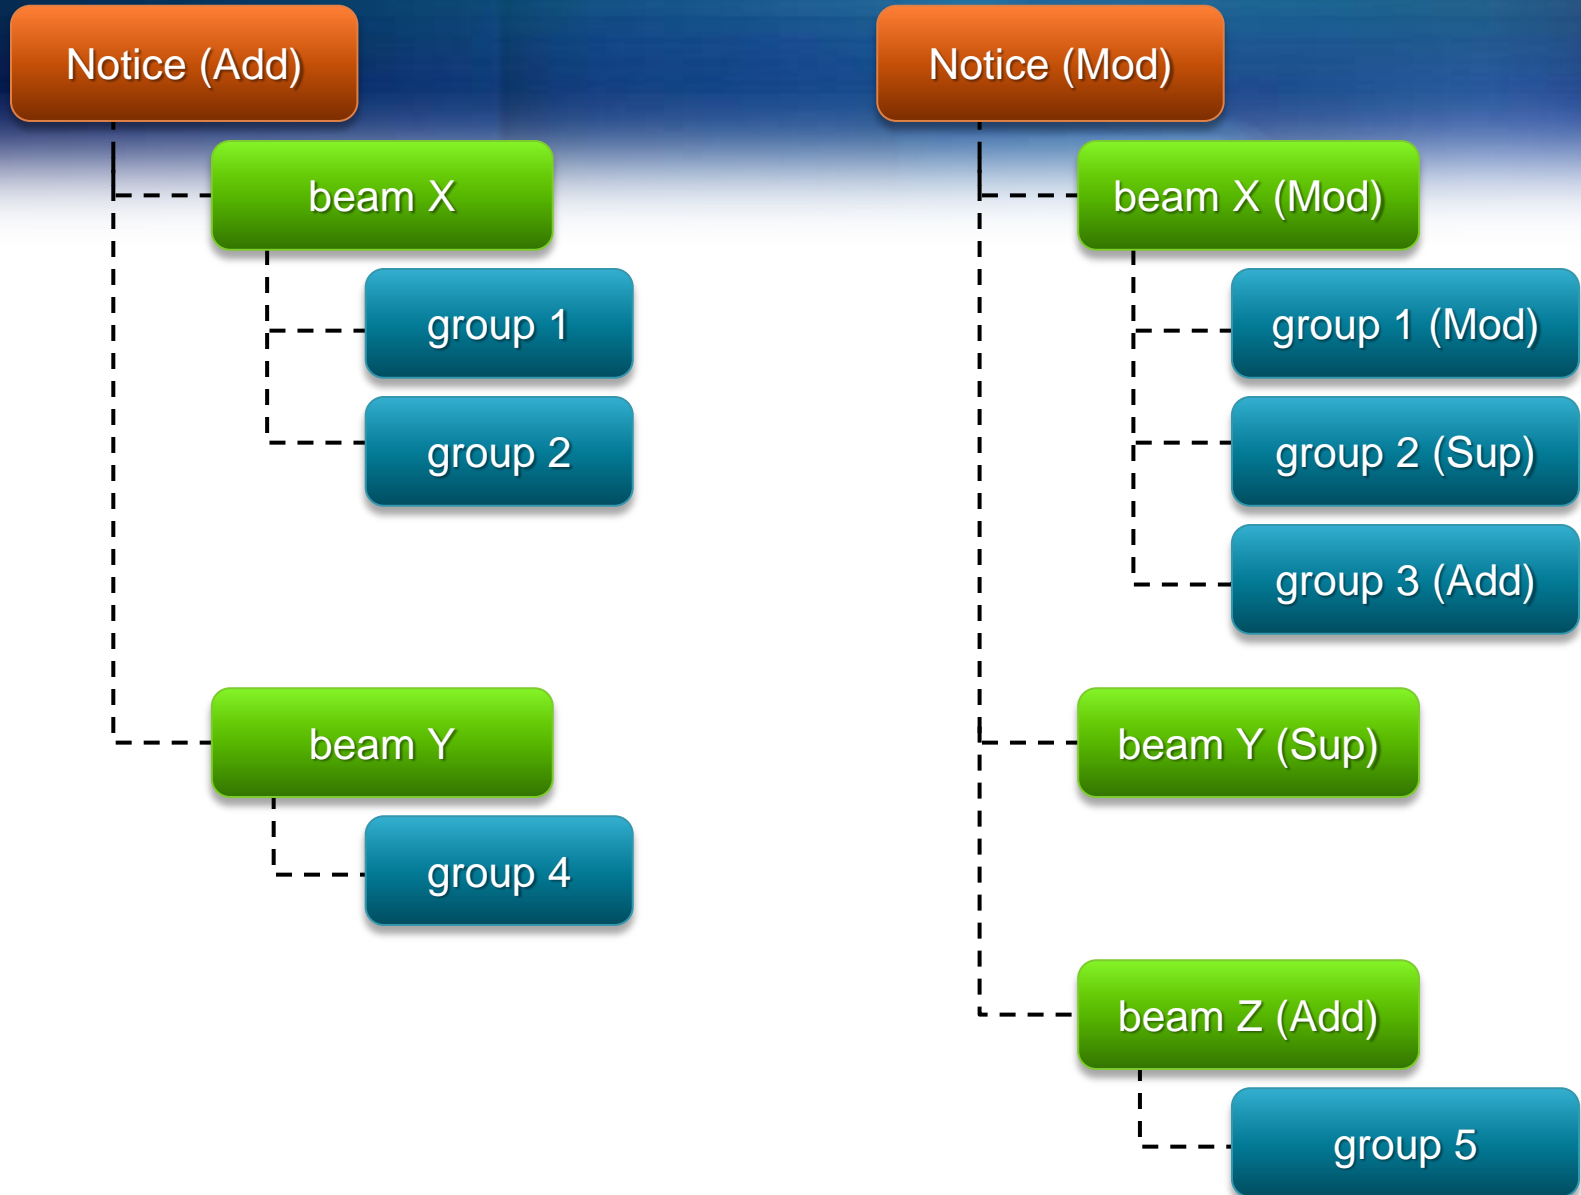 Notice (Add)
beam X
group 1
group 2
beam Y
group 4
Notice (Mod)
beam X (Mod)
group 1 (Mod)
group 2 (Sup)
group 3 (Add)
beam Y (Sup)
beam Z (Add)
group 5